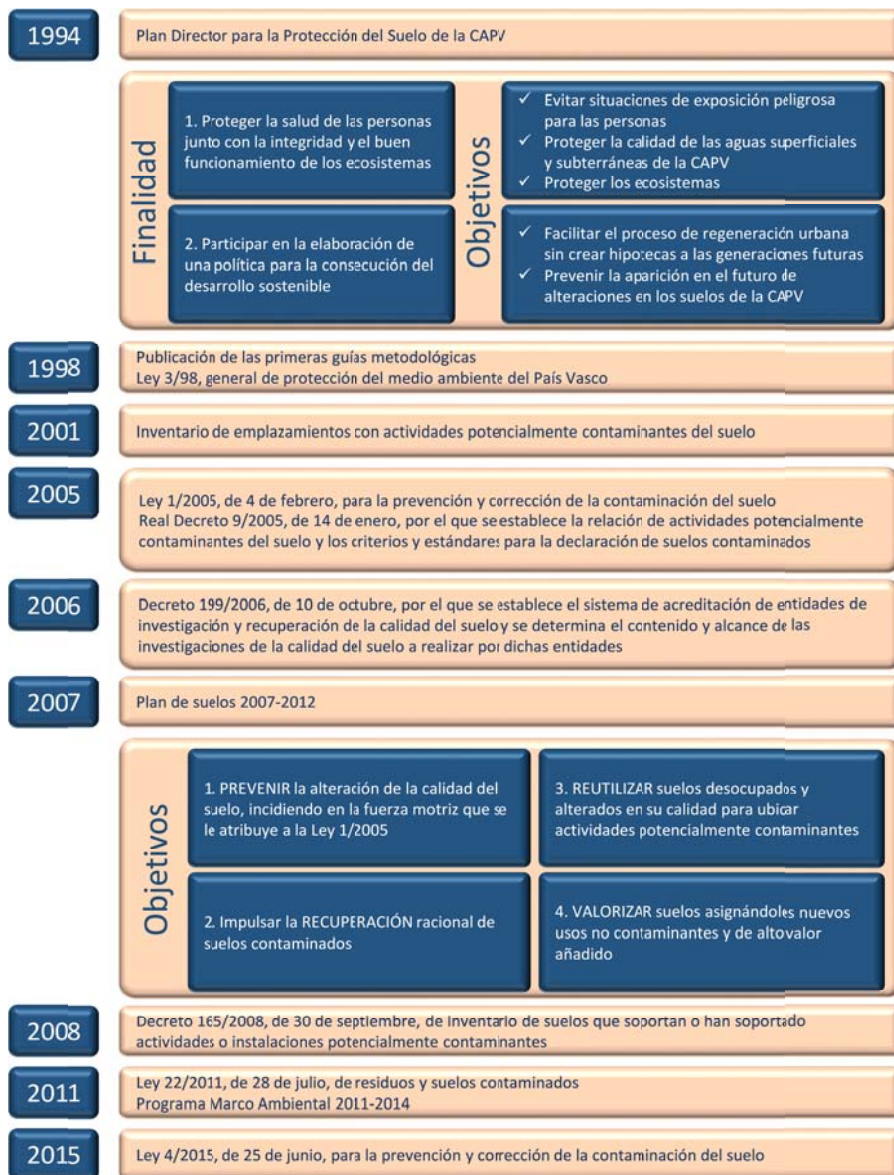 1994
Plan Director para la Protección del Suelo de la CAPV
Finalidad
1. Proteger la salud de las personas
junto con la integridad y el buen
funcionamiento de los ecosistemas
2. Participar en la elaboración de
una política para la consecución del
desarrollo sostenible
Objetivos
✓ Evitar situaciones de exposición peligrosa
para las personas
✓ Proteger la calidad de las aguas superficiales
y subterráneas de la CAPV
✓ Proteger los ecosistemas
✓ Facilitar el proceso de regeneración urbana
sin crear hipotecas a las generaciones futuras
✓ Prevenir la aparición en el futuro de
alteraciones en los suelos de la CAPV
1998
Publicación de las primeras guías metodológicas
Ley 3/98, general de protección del medio ambiente del País Vasco
2001
Inventario de emplazamientos con actividades potencialmente contaminantes del suelo
2005
Ley 1/2005, de 4 de febrero, para la prevención y corrección de la contaminación del suelo
Real Decreto 9/2005, de 14 de enero, por el que se establece la relación de actividades potencialmente
contaminantes del suelo y los criterios y estándares para la declaración de suelos contaminados
2006
Decreto 199/2006, de 10 de octubre, por el que se establece el sistema de acreditación de entidades de
investigación y recuperación de la calidad del suelo y se determina el contenido y alcance de las
investigaciones de la calidad del suelo a realizar por dichas entidades
2007
Plan de suelos 2007-2012
Objetivos
1. PREVENIR la alteración de la calidad del
suelo, incidiendo en la fuerza motriz que se
le atribuye a la Ley 1/2005
2. Impulsar la RECUPERACIÓN racional de
suelos contaminados
3. REUTILIZAR suelos desocupados y
alterados en su calidad para ubicar
actividades potencialmente contaminantes
4. VALORIZAR suelos asignándoles nuevos
usos no contaminantes y de alto valor
añadido
2008
Decreto 165/2008, de 30 de septiembre, de inventario de suelos que soportan o han soportado
actividades o instalaciones potencialmente contaminantes
2011
Ley 22/2011, de 28 de julio, de residuos y suelos contaminados
Programa Marco Ambiental 2011-2014
2015
Ley 4/2015, de 25 de junio, para la prevención y corrección de la contaminación del suelo